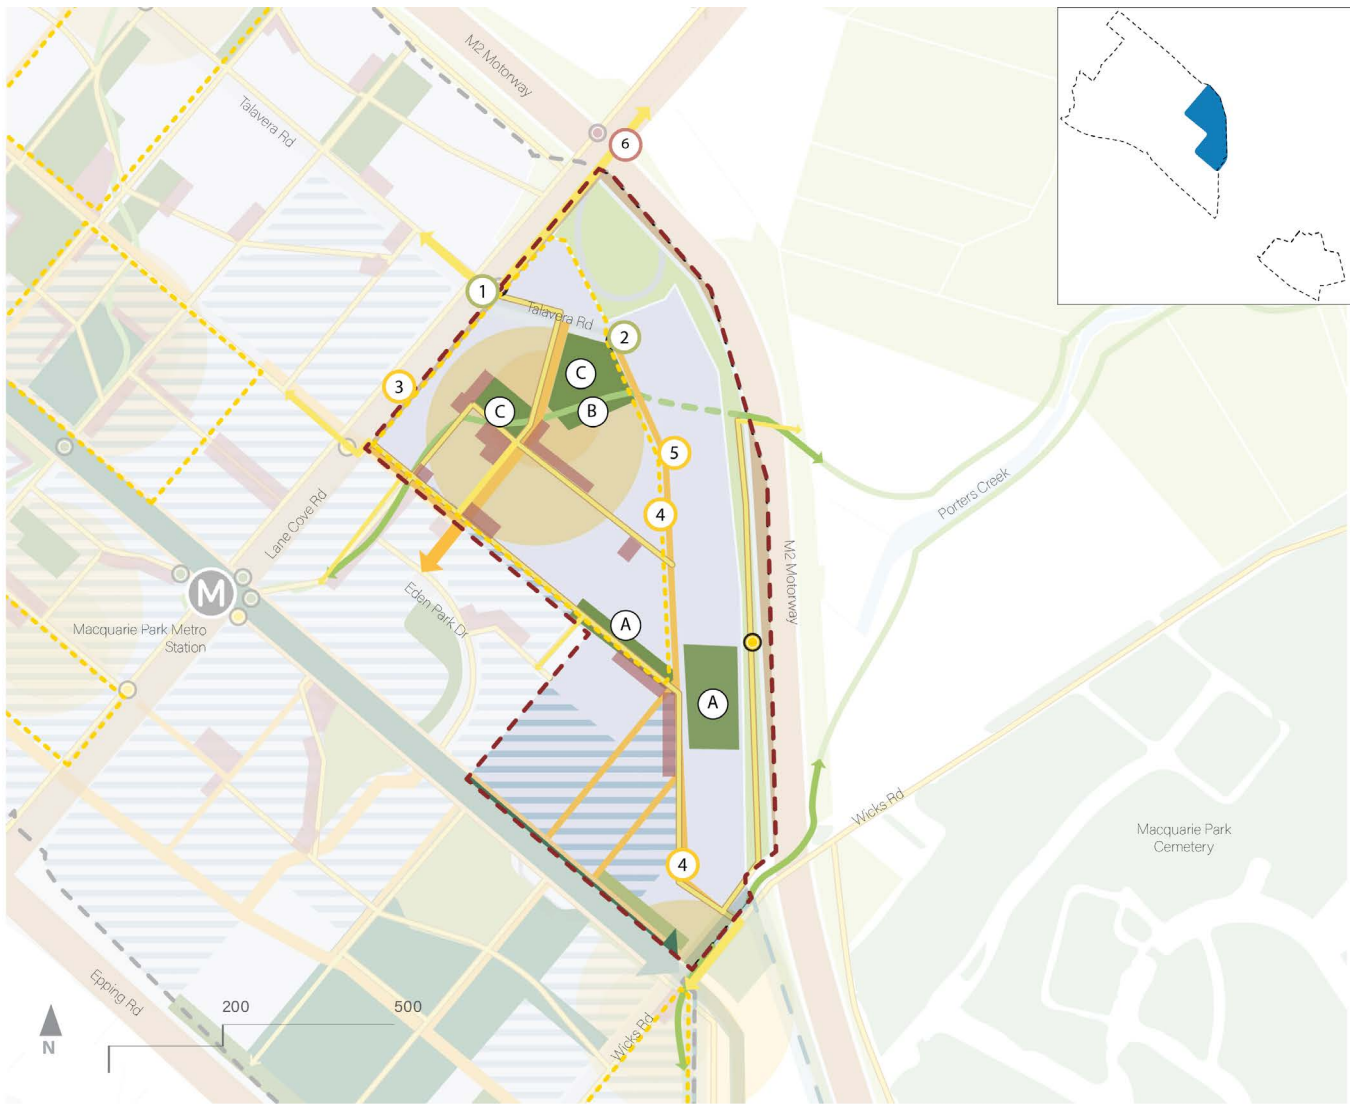 M2 Motorway
Talavera Rd
6
1
Talavera Rd
2
3
C
C
B
5
4
Porters Creek
Lane Cove Rd
M2 Motorway
M
Eden Park Dr
Macquarie Park Metro
Station
A
A
Wicks Rd
Macquarie Park
Cemetery
4
Epping Rd
200
500
N
Wicks Rd